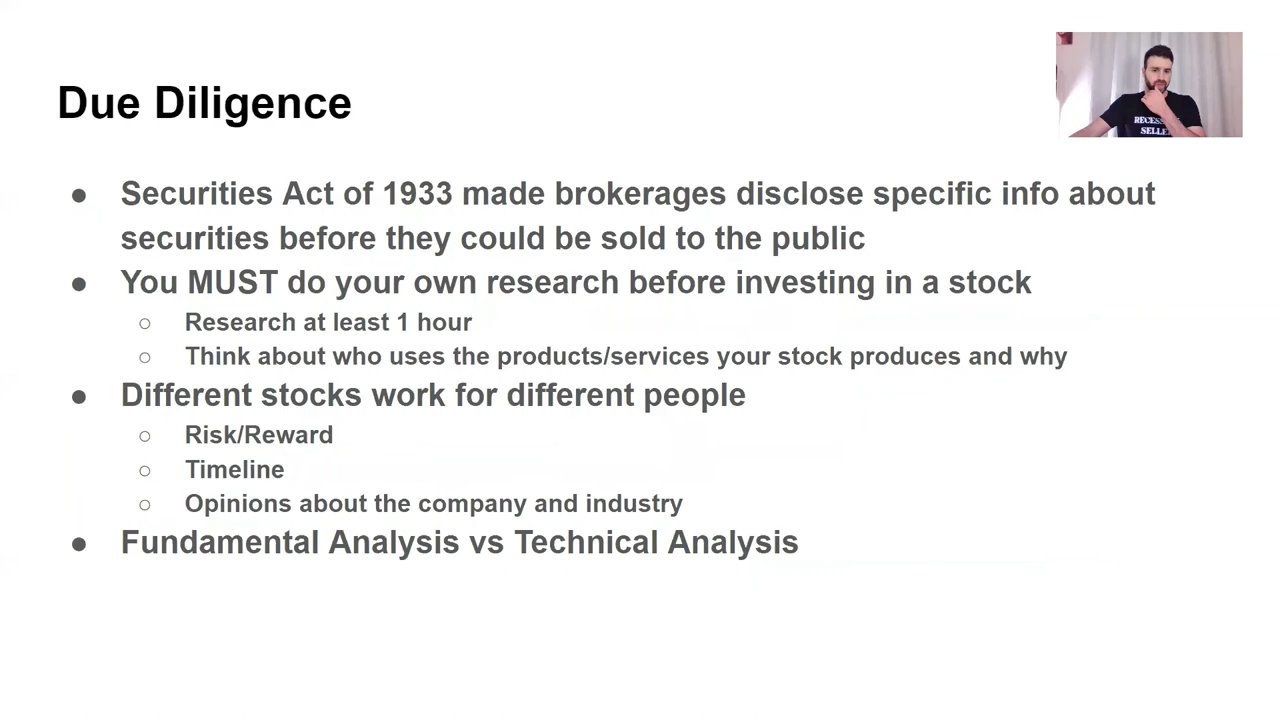 Due Diligence
● Securities Act of 1933 made brokerages disclose specific info about
securities before they could be sold to the public
● You MUST do your own research before investing in a stock
○ Research at least 1 hour
○ Think about who uses the products/services your stock produces and why
● Different stocks work for different people
○ Risk/Reward
○ Timeline
○ Opinions about the company and industry
● Fundamental Analysis vs Technical Analysis